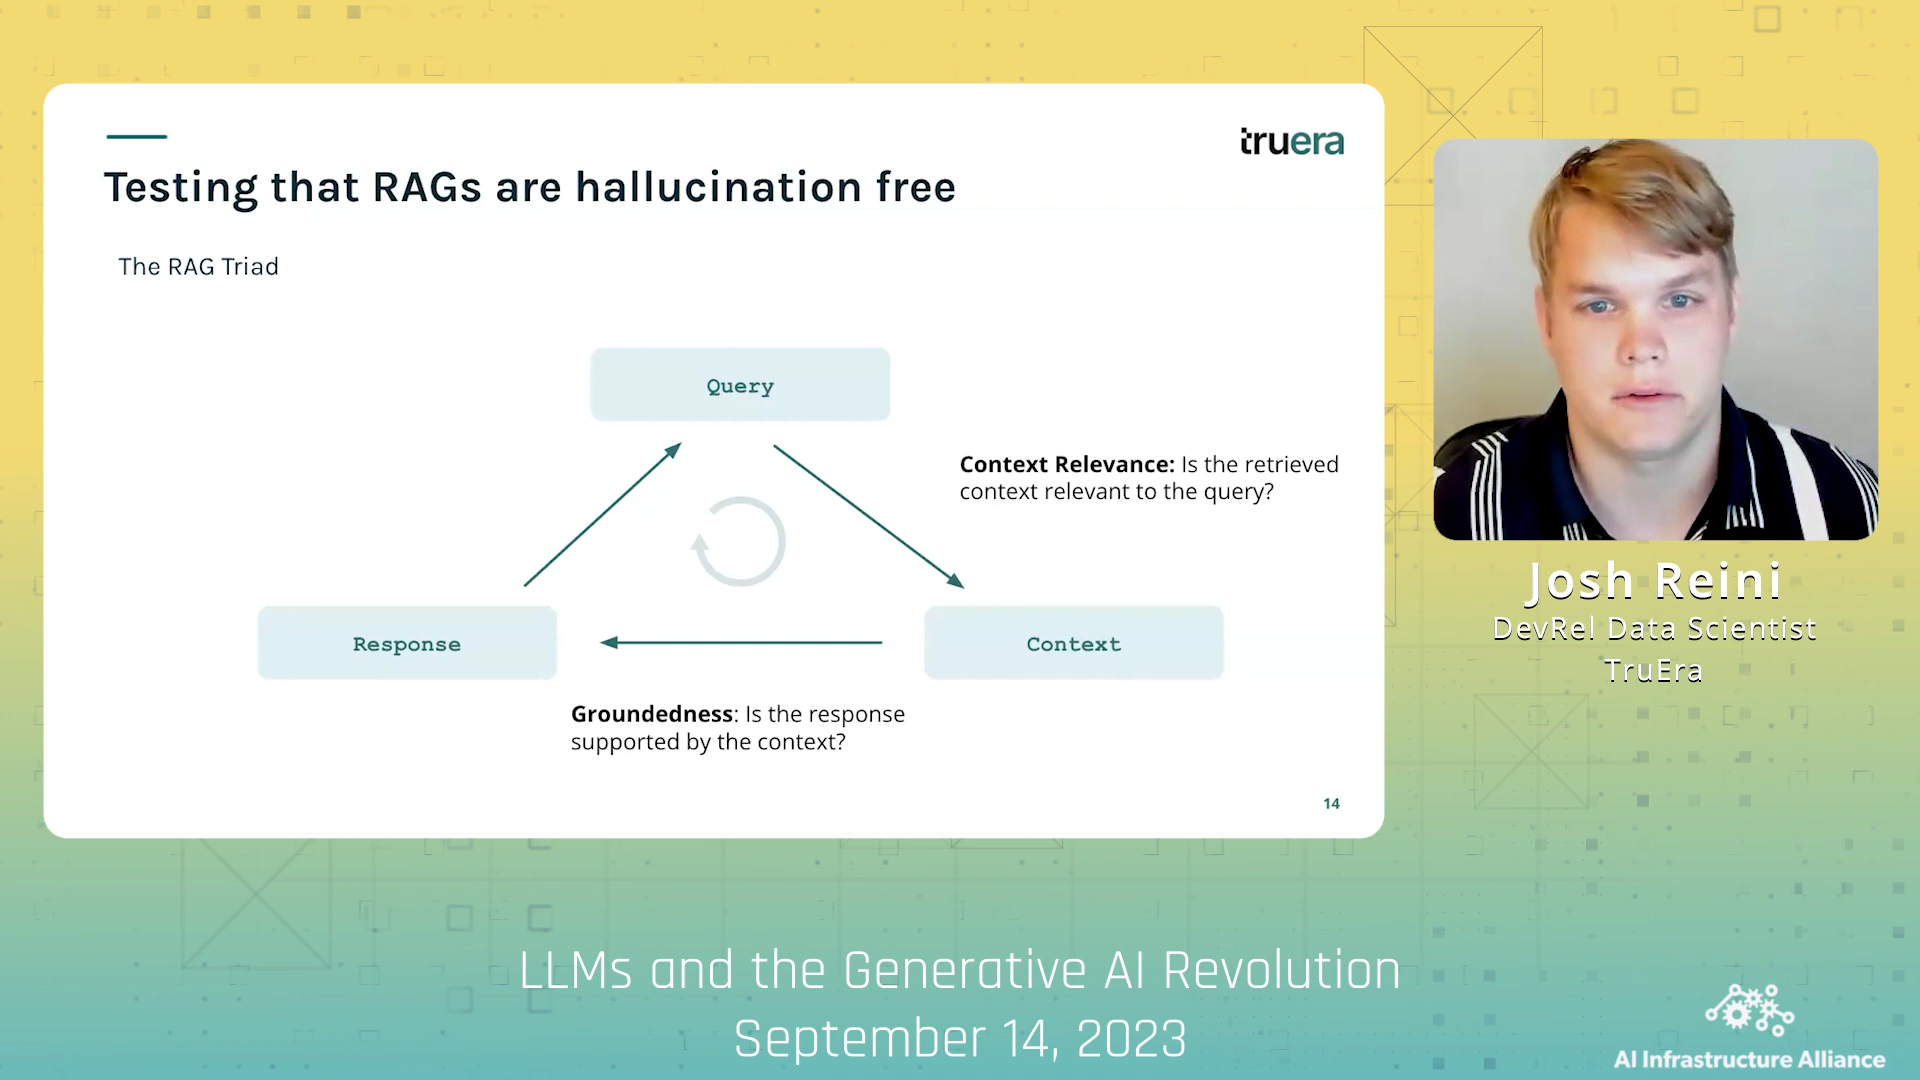 truera
Testing that RAGs are hallucination free
The RAG Triad
Query
Context Relevance: Is the retrieved
context relevant to the query?
Response
Context
Groundedness: Is the response
supported by the context?
14
Josh Reini
DevRel Data Scientist
TruEra
LLMs and the Generative AI Revolution
September 14, 2023
AI Infrastructure Alliance